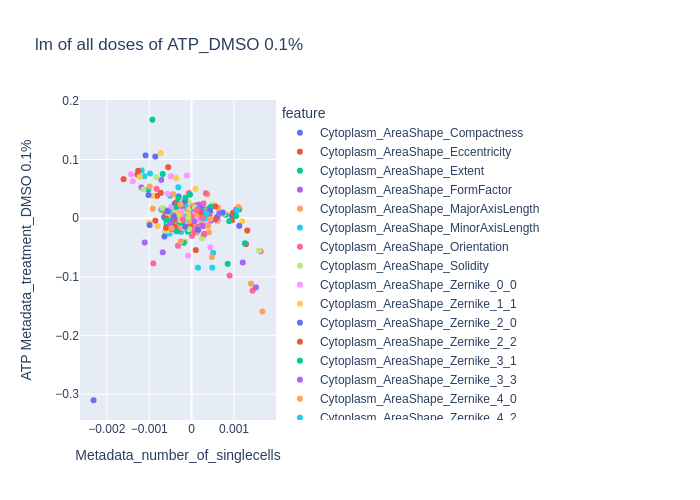 lm of all doses of ATP_DMSO 0.1%
ATP Metadata_treatment_DMSO 0.1%
0.2
0.1
0
−0.1
−0.2
−0.3
−0.002
−0.001
0
0.001
Metadata_number_of_singlecells
feature
Cytoplasm_AreaShape_Compactness
Cytoplasm_AreaShape_Eccentricity
Cytoplasm_AreaShape_Extent
Cytoplasm_AreaShape_FormFactor
Cytoplasm_AreaShape_MajorAxisLength
Cytoplasm_AreaShape_MinorAxisLength
Cytoplasm_AreaShape_Orientation
Cytoplasm_AreaShape_Solidity
Cytoplasm_AreaShape_Zernike_0_0
Cytoplasm_AreaShape_Zernike_1_1
Cytoplasm_AreaShape_Zernike_2_0
Cytoplasm_AreaShape_Zernike_2_2
Cytoplasm_AreaShape_Zernike_3_1
Cytoplasm_AreaShape_Zernike_3_3
Cytoplasm_AreaShape_Zernike_4_0
Cytoplasm_AreaShape_Zernike_4_2